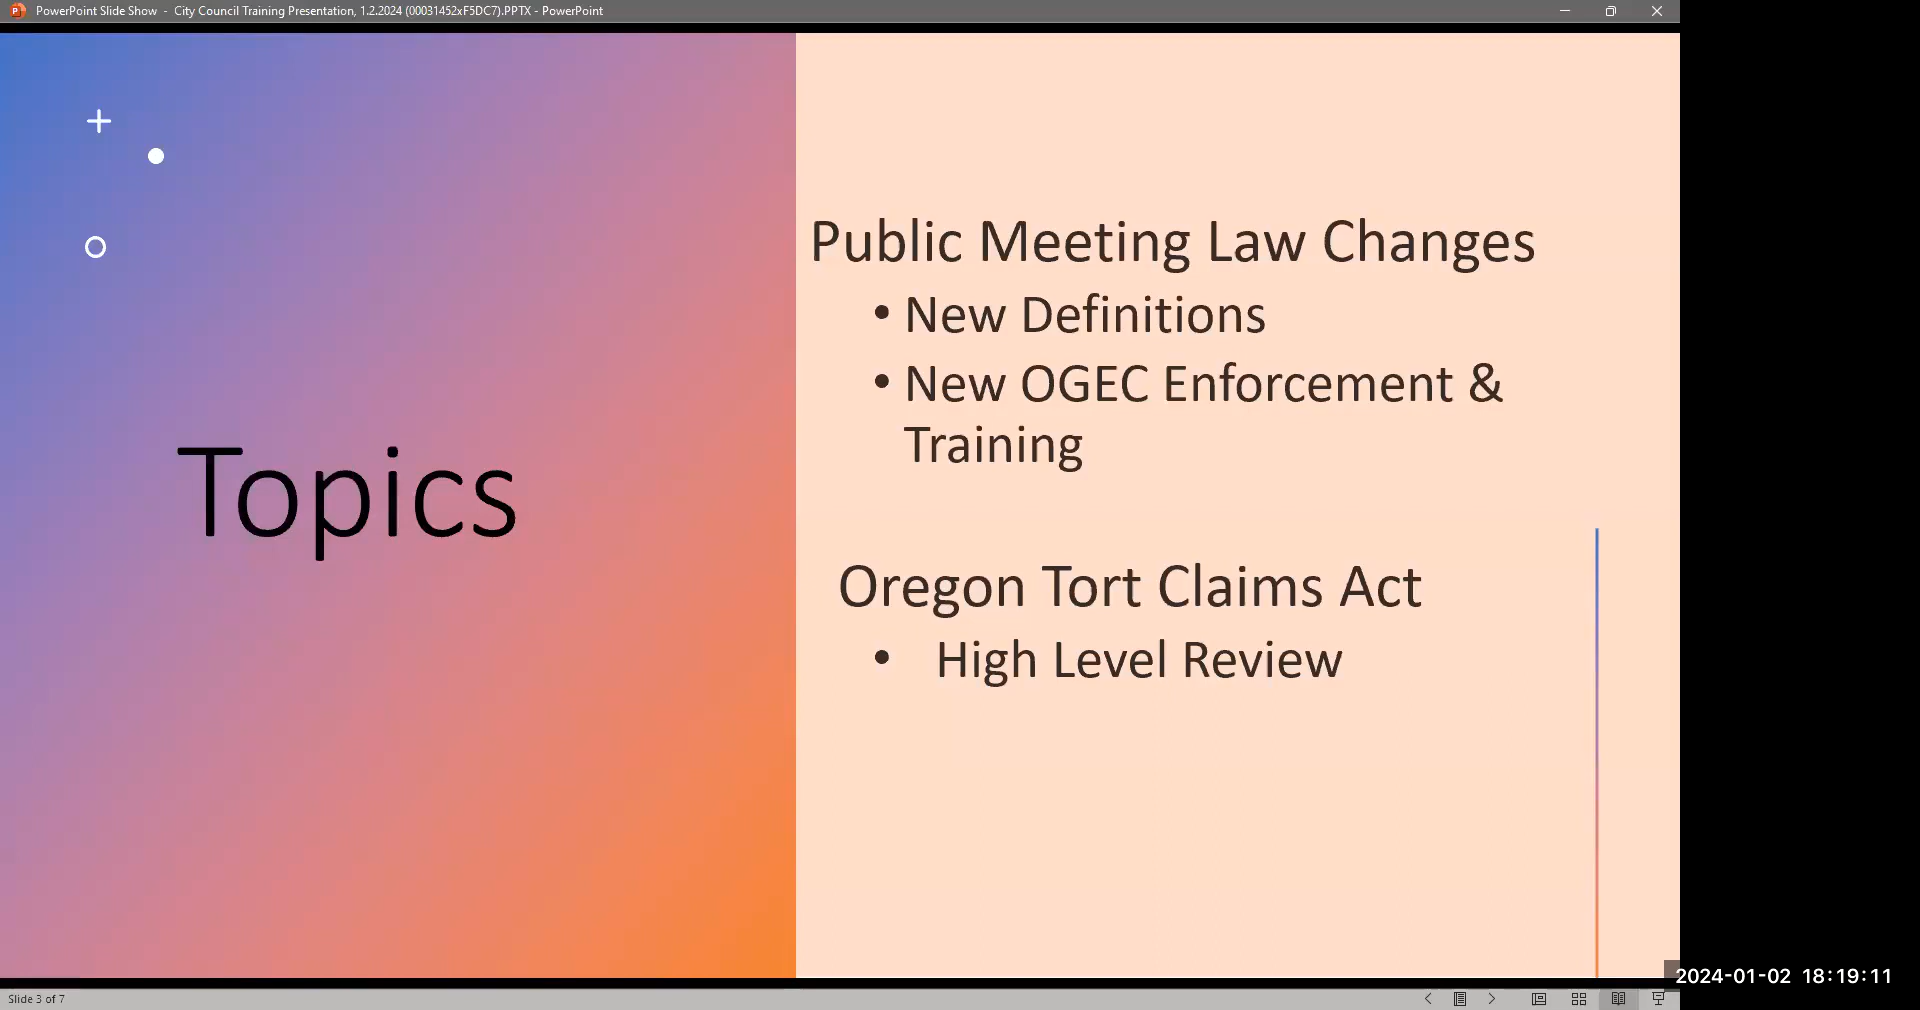 PowerPoint Slide Show - City Council Training Presentation, 1.2.2024 (00031452xF5DC7).PPTX - PowerPoint
Topics
Public Meeting Law Changes
• New Definitions
• New OGEC Enforcement &
Training
Oregon Tort Claims Act
• High Level Review
2024-01-02 18:19:11
Slide 3 of 7